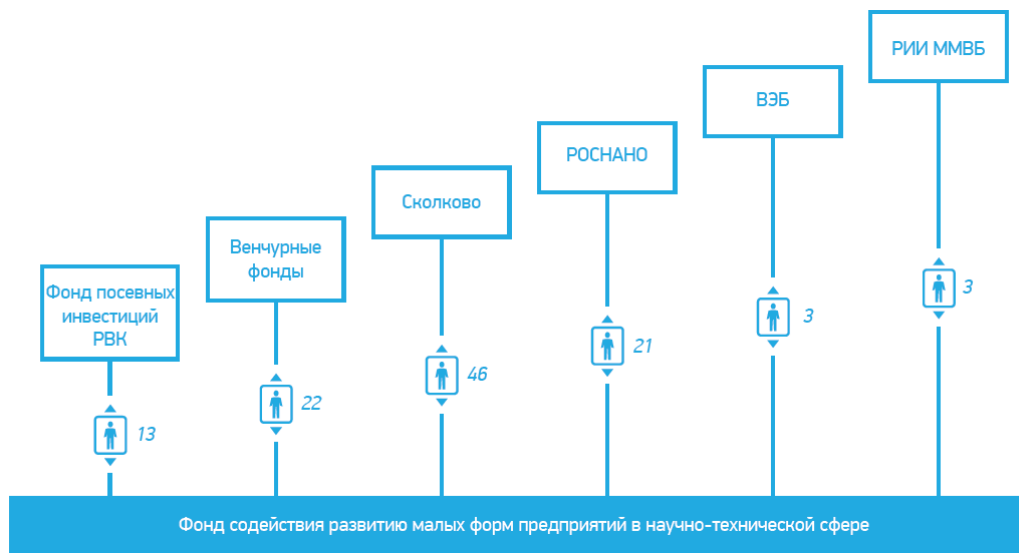 РИИ ММВБ
ВЭБ
РОСНАНО
Сколково
Венчурные
фонды
Фонд посевных
инвестиций
РВК
13
22
46
21
3
3
Фонд содействия развитию малых форм предприятий в научно-технической сфере